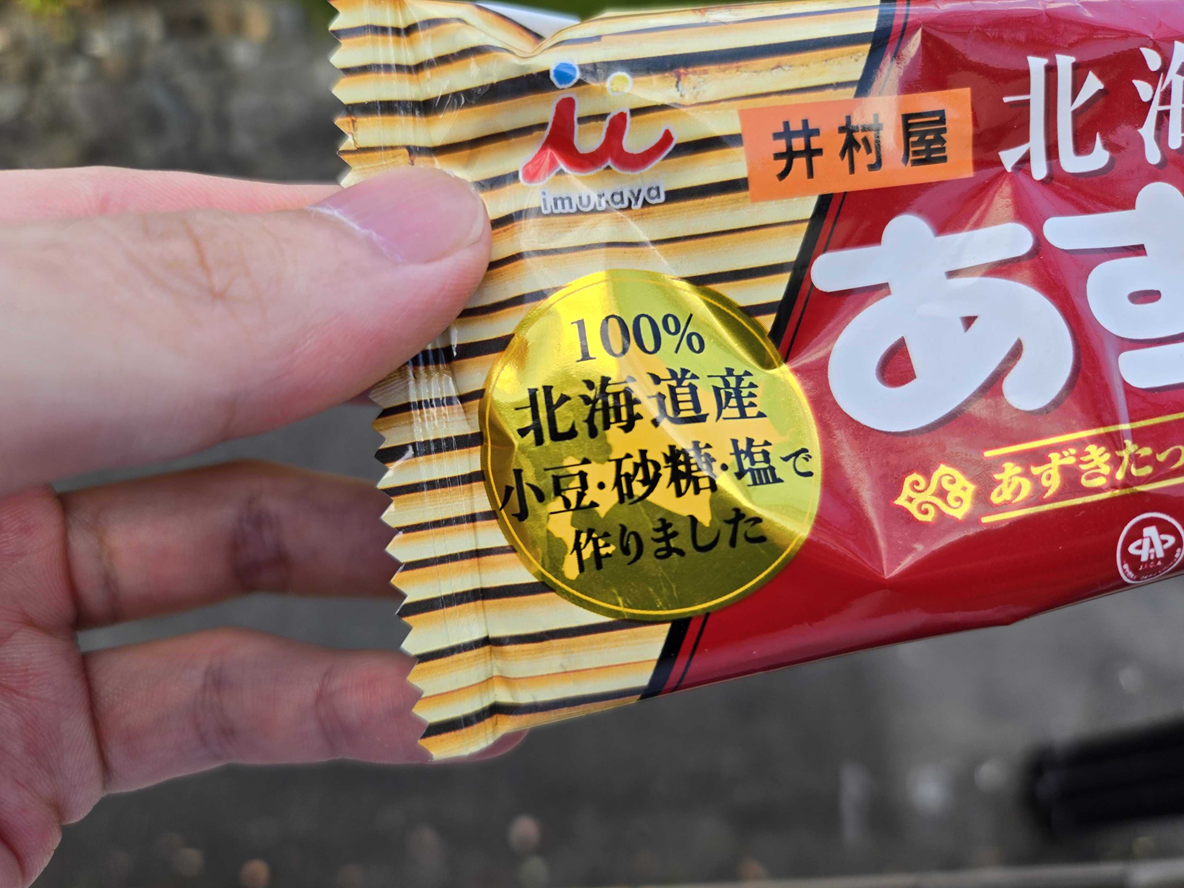 imuraya
井村屋
北海
あず
100%
北海道産
小豆・砂糖・塩で
作りました
あずきたっ